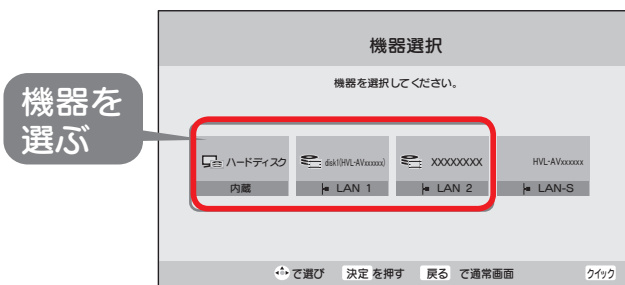 機器選択
機器を選択してください。
機器を
選ぶ
ハードディスク disk1(HVL-AVxxxxxx) XXXXXXXX HVL-AVxxxxxx
内蔵 LAN 1 LAN 2 LAN-S
で選び 決定 を押す 戻る で通常画面 クイック